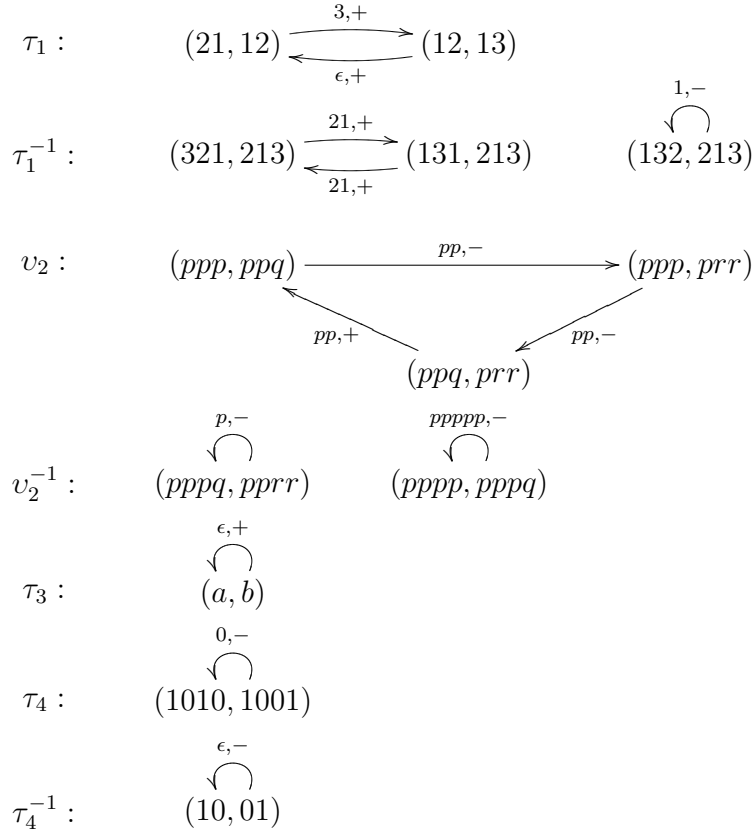 3,+
τ₁ : (21, 12) (12, 13)
ϵ,+
1,−
21,+
τ₁⁻¹ : (321, 213) (131, 213) (132, 213)
21,+
pp,−
υ₂ : (ppp, ppq) (ppp, prr)
pp,+ pp,−
(ppq, prr)
p,− ppppp,−
υ₂⁻¹ : (pppq, pprr) (pppp, pppq)
ϵ,+
τ₃ : (a, b)
0,−
τ₄ : (1010, 1001)
ϵ,−
τ₄⁻¹ : (10, 01)